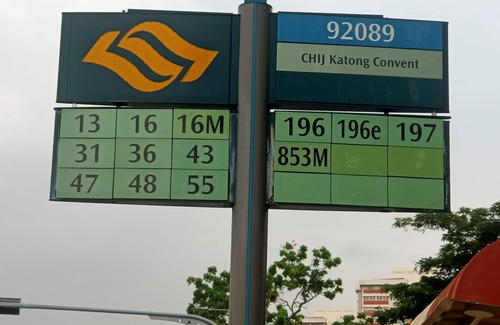 92089
CHIJ Katong Convent
13 16 16M
31 36 43
47 48 55
196 196e 197
853M